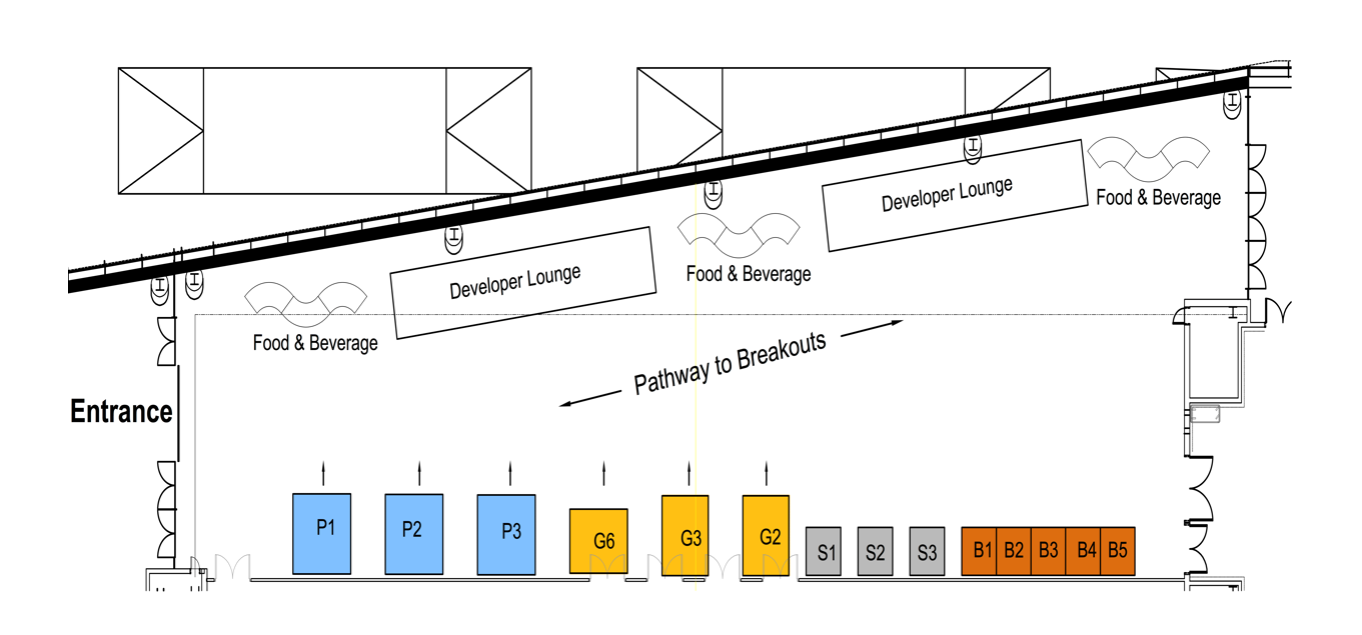 Developer Lounge
Food & Beverage
Developer Lounge
Food & Beverage
Food & Beverage
Pathway to Breakouts
Entrance
P1 P2 P3 G6 G3 G2 S1 S2 S3 B1 B2 B3 B4 B5